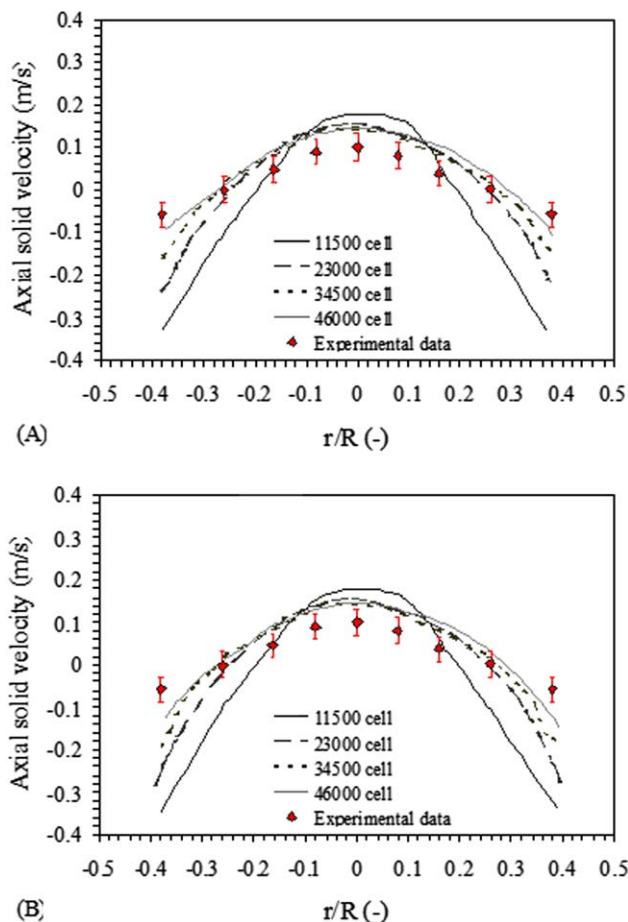 Axial solid velocity (m/s)
0.4
0.3
0.2
0.1
0
-0.1
-0.2
-0.3
-0.4
11500 cell
23000 cell
34500 cell
46000 cell
Experimental data
-0.5 -0.4 -0.3 -0.2 -0.1 0 0.1 0.2 0.3 0.4 0.5
(A) r/R (-)
Axial solid velocity (m/s)
0.4
0.3
0.2
0.1
0
-0.1
-0.2
-0.3
-0.4
11500 cell
23000 cell
34500 cell
46000 cell
Experimental data
-0.5 -0.4 -0.3 -0.2 -0.1 0 0.1 0.2 0.3 0.4 0.5
(B) r/R (-)